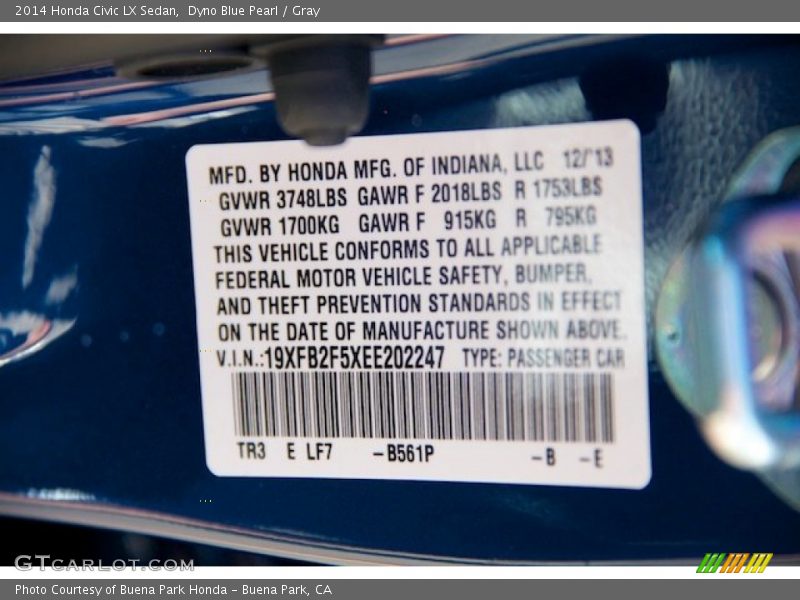 2014 Honda Civic LX Sedan,  Dyno Blue Pearl / Gray
MFD. BY HONDA MFG. OF INDIANA, LLC 12/'13
GVWR 3748LBS GAWR F 2018LBS R 1753LBS
GVWR 1700KG GAWR F 915KG R 795KG
THIS VEHICLE CONFORMS TO ALL APPLICABLE
FEDERAL MOTOR VEHICLE SAFETY, BUMPER,
AND THEFT PREVENTION STANDARDS IN EFFECT
ON THE DATE OF MANUFACTURE SHOWN ABOVE.
V.I.N.:19XFB2F5XEE202247 TYPE: PASSENGER CAR
TR3 E LF7 -B561P -B -E
GTCARLOT.COM
Photo Courtesy of Buena Park Honda - Buena Park, CA